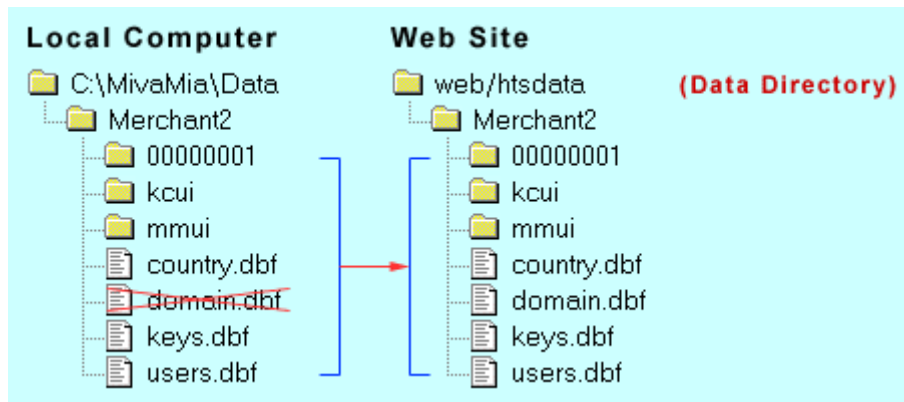 Local Computer
Web Site
C:\MivaMia\Data
web/htsdata
(Data Directory)
Merchant2
Merchant2
00000001
00000001
kcui
kcui
mmui
mmui
country.dbf
country.dbf
domain.dbf
domain.dbf
keys.dbf
keys.dbf
users.dbf
users.dbf